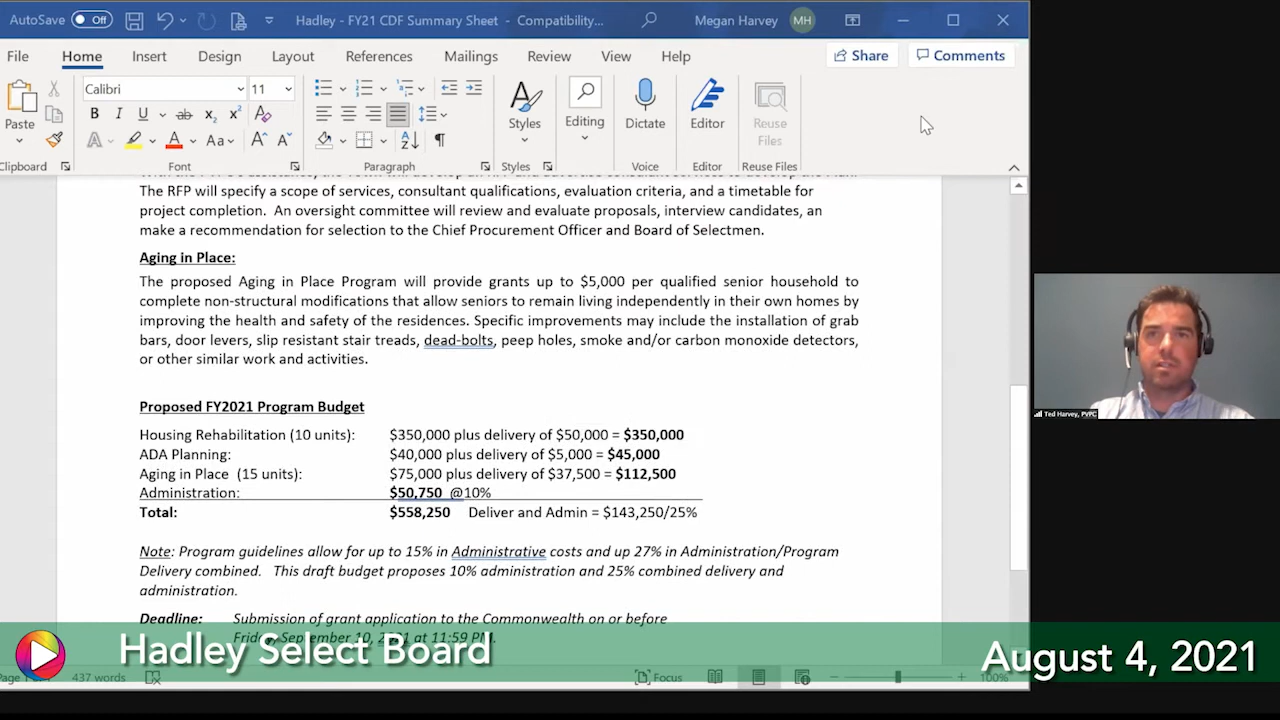 AutoSave Off Hadley - FY21 CDF Summary Sheet - Compatibility... Megan Harvey MH
File Home Insert Design Layout References Mailings Review View Help Share Comments
Calibri 11
Paste Styles Editing Dictate Editor Reuse Files
Clipboard Font Paragraph Styles Voice Editor Reuse Files
The RFP will specify a scope of services, consultant qualifications, evaluation criteria, and a timetable for
project completion. An oversight committee will review and evaluate proposals, interview candidates, an
make a recommendation for selection to the Chief Procurement Officer and Board of Selectmen.
Aging in Place:
The proposed Aging in Place Program will provide grants up to $5,000 per qualified senior household to
complete non-structural modifications that allow seniors to remain living independently in their own homes by
improving the health and safety of the residences. Specific improvements may include the installation of grab
bars, door levers, slip resistant stair treads, dead-bolts, peep holes, smoke and/or carbon monoxide detectors,
or other similar work and activities.
Proposed FY2021 Program Budget
Housing Rehabilitation (10 units): $350,000 plus delivery of $50,000 = $350,000
ADA Planning: $40,000 plus delivery of $5,000 = $45,000
Aging in Place (15 units): $75,000 plus delivery of $37,500 = $112,500
Administration: $50,750 @10%
Total: $558,250 Deliver and Admin = $143,250/25%
Note: Program guidelines allow for up to 15% in Administrative costs and up 27% in Administration/Program
Delivery combined. This draft budget proposes 10% administration and 25% combined delivery and
administration.
Deadline: Submission of grant application to the Commonwealth on or before
Friday, September 10, 2021 at 11:59 PM.
Hadley Select Board
August 4, 2021
437 words Focus 100%
Ted Harvey, PVPC